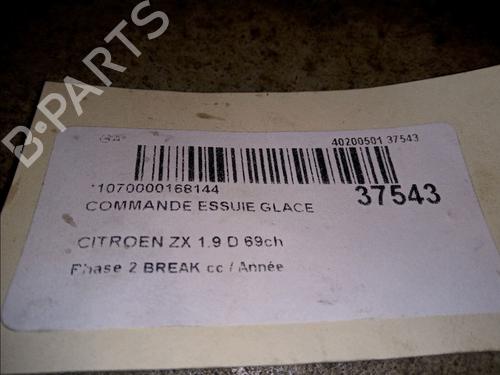 B-PARTS
40200501 37543
*1070000168144
37543
COMMANDE ESSUIE GLACE
CITROEN ZX 1.9 D 69ch
Phase 2 BREAK cc / Année